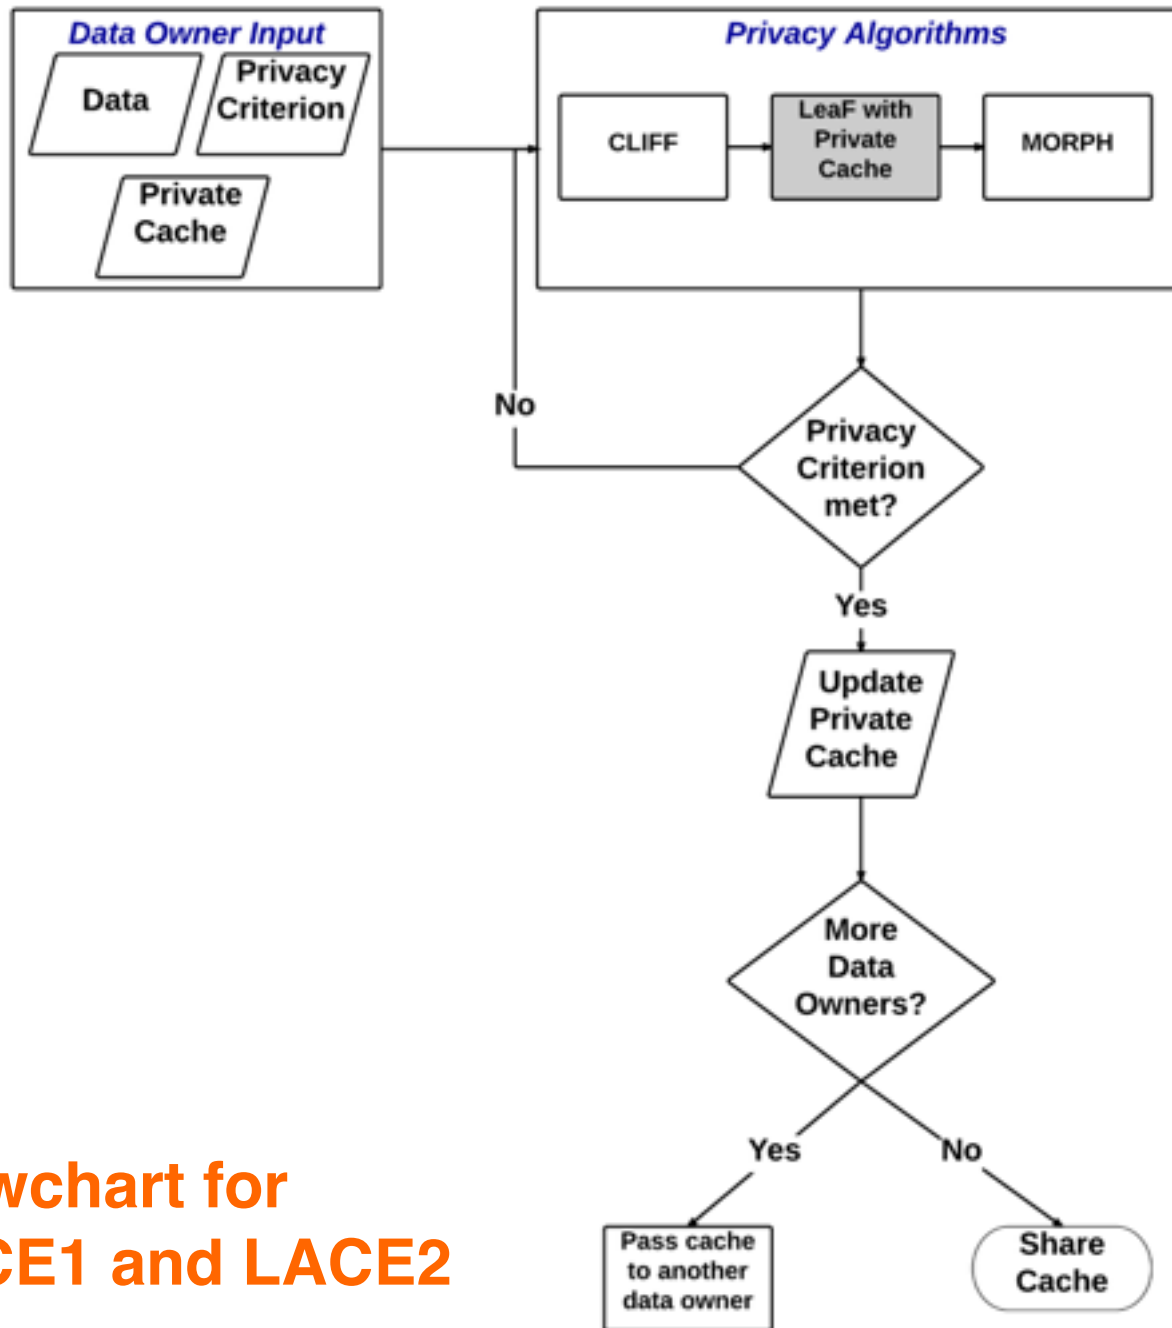 Data Owner Input
Data
Privacy
Criterion
Private
Cache
Privacy Algorithms
CLIFF
LeaF with
Private
Cache
MORPH
No
Privacy
Criterion
met?
Yes
Update
Private
Cache
More
Data
Owners?
Yes
No
Pass cache
to another
data owner
Share
Cache
wchart for
CE1 and LACE2